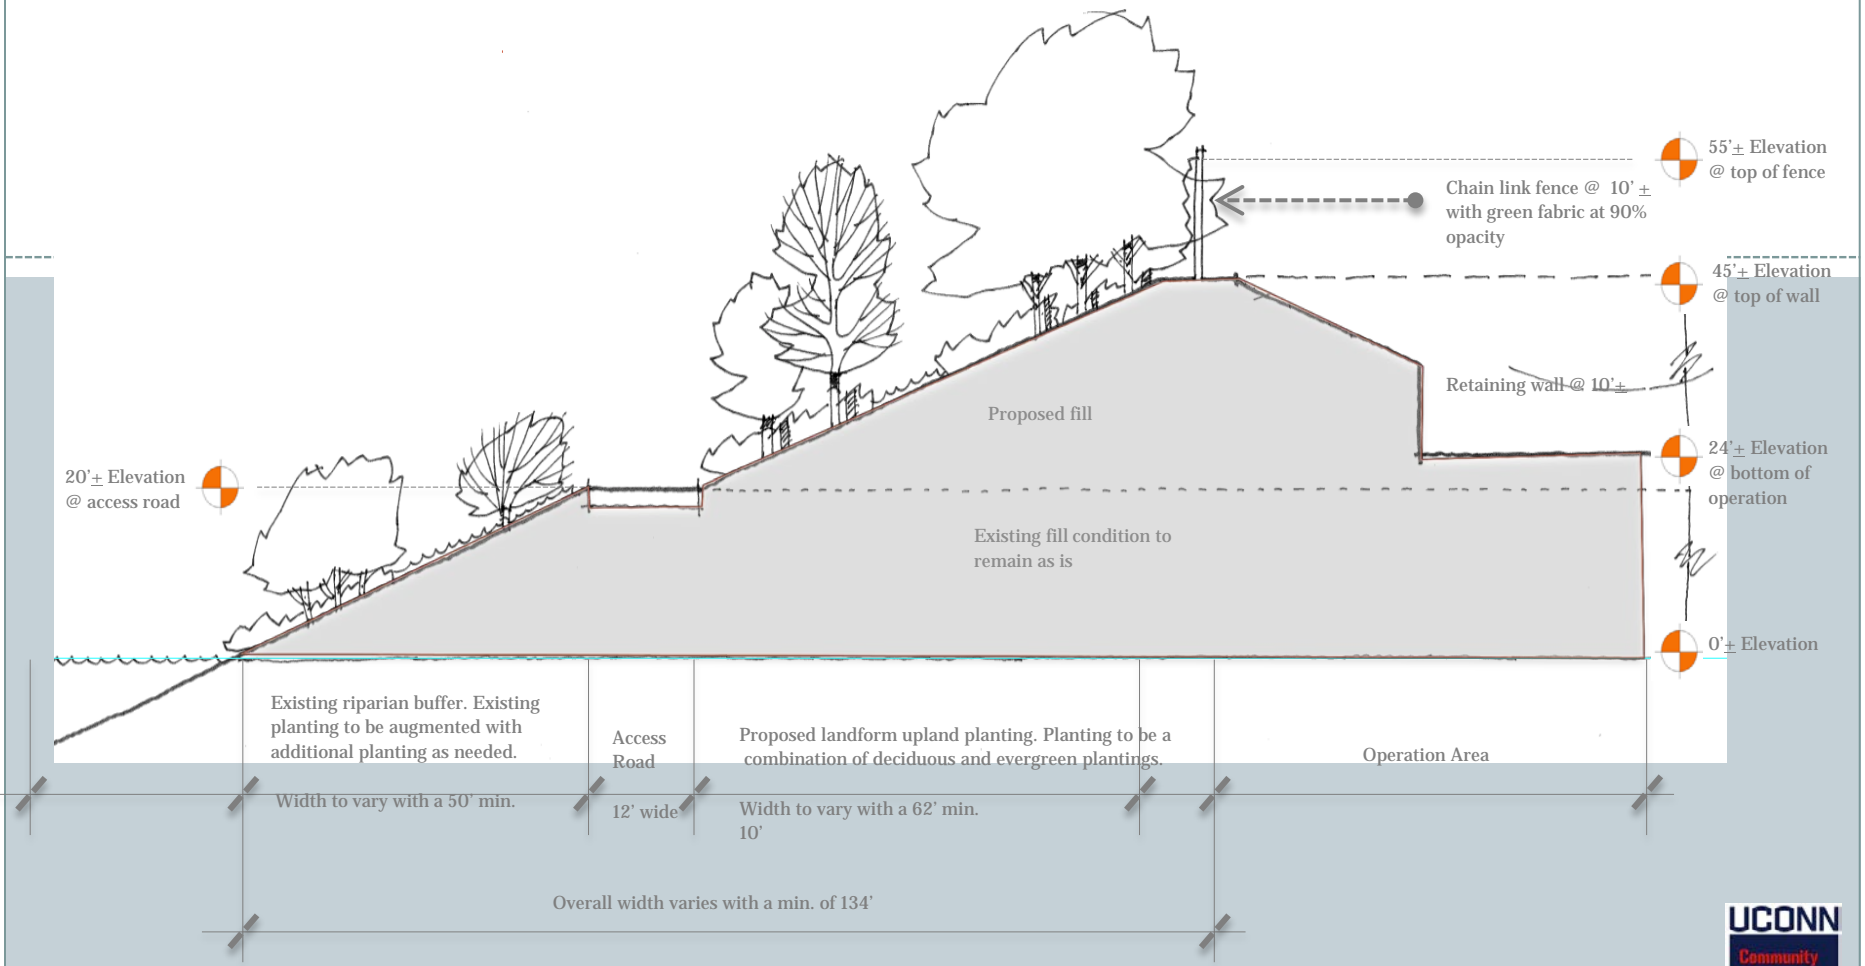 55'± Elevation
@ top of fence
Chain link fence @ 10' ±
with green fabric at 90%
opacity
45'± Elevation
@ top of wall
Retaining wall @ 10'±
Proposed fill
24'± Elevation
@ bottom of
operation
20'± Elevation
@ access road
Existing fill condition to
remain as is
0'± Elevation
Existing riparian buffer. Existing
planting to be augmented with
additional planting as needed.
Width to vary with a 50' min.
Access
Road
12' wide
Proposed landform upland planting. Planting to be a
combination of deciduous and evergreen plantings.
Width to vary with a 62' min.
10'
Operation Area
Overall width varies with a min. of 134'
UCONN
Community